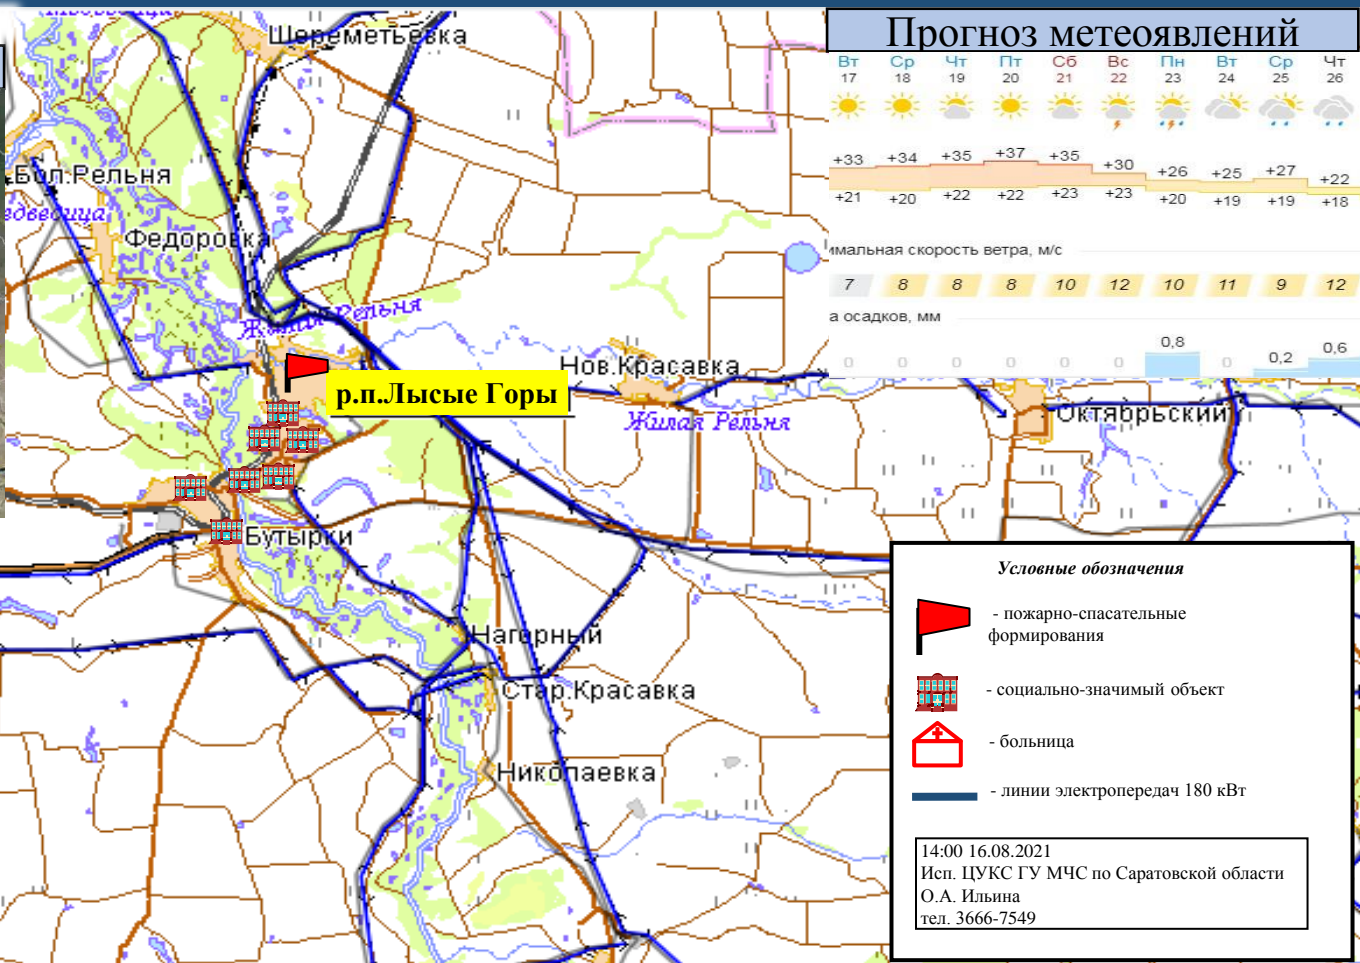 Прогноз метеоявлений
Вт Ср Чт Пт Сб Вс Пн Вт Ср Чт
17 18 19 20 21 22 23 24 25 26
+33 +34 +35 +37 +35 +30 +26 +25 +27 +22
+21 +20 +22 +22 +23 +23 +20 +19 +19 +18
имальная скорость ветра, м/с
7 8 8 8 10 12 10 11 9 12
а осадков, мм
0 0 0 0 0 0 0,8 0 0,2 0,6
Шереметьевка
Бол.Рельня
едведица
Федоровка
Жилая Рельня
Нов.Красавка
р.п.Лысые Горы
Жилая Рельня
Октябрьский
Бутырки
Нагорный
Стар.Красавка
Николаевка
Условные обозначения
- пожарно-спасательные
формирования
- социально-значимый объект
- больница
- линии электропередач 180 кВт
14:00 16.08.2021
Исп. ЦУКС ГУ МЧС по Саратовской области
О.А. Ильина
тел. 3666-7549